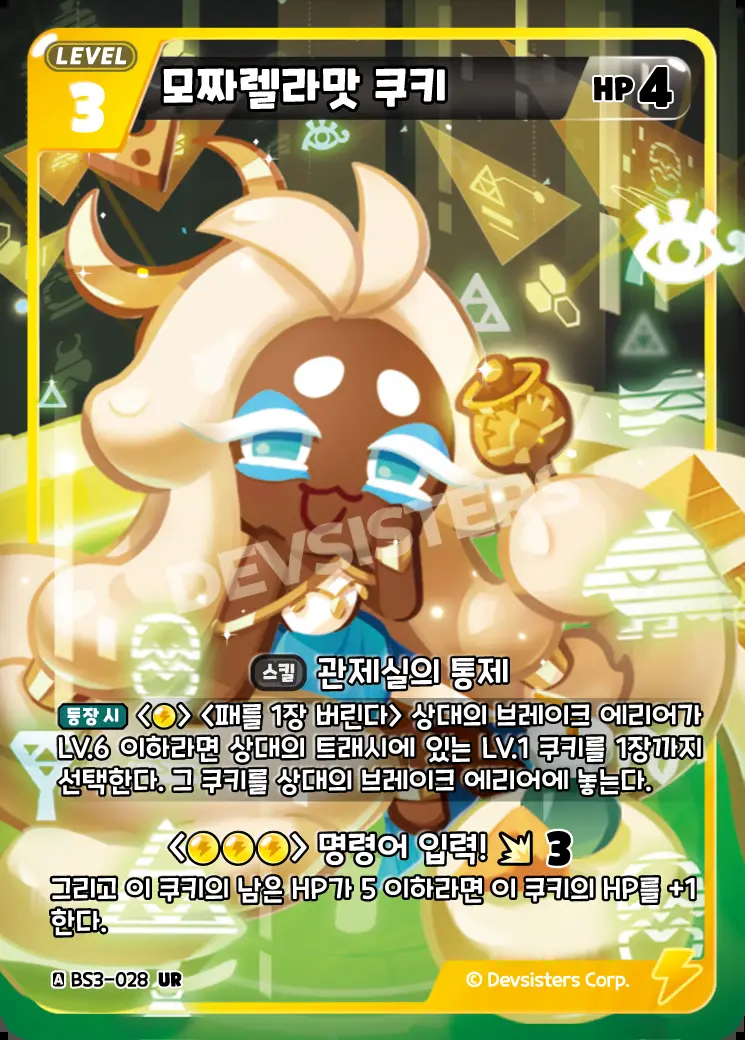 LEVEL
3
모짜렐라맛 쿠키
HP 4
DEVSISTERS
스킬 관제실의 통제
등장 시 〈⚡〉 〈패를 1장 버린다〉 상대의 브레이크 에리어가
LV.6 이하라면 상대의 트래시에 있는 LV.1 쿠키를 1장까지
선택한다. 그 쿠키를 상대의 브레이크 에리어에 놓는다.
〈⚡⚡⚡〉 명령어 입력! 3
그리고 이 쿠키의 남은 HP가 5 이하라면 이 쿠키의 HP를 +1
한다.
A BS3-028 UR
© Devsisters Corp.